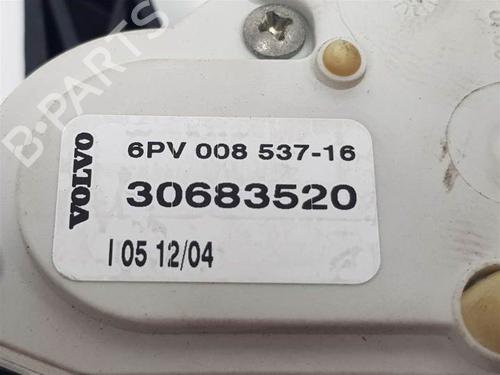 B-PARTS
VOLVO
6PV 008 537-16
30683520
I 05 12/04